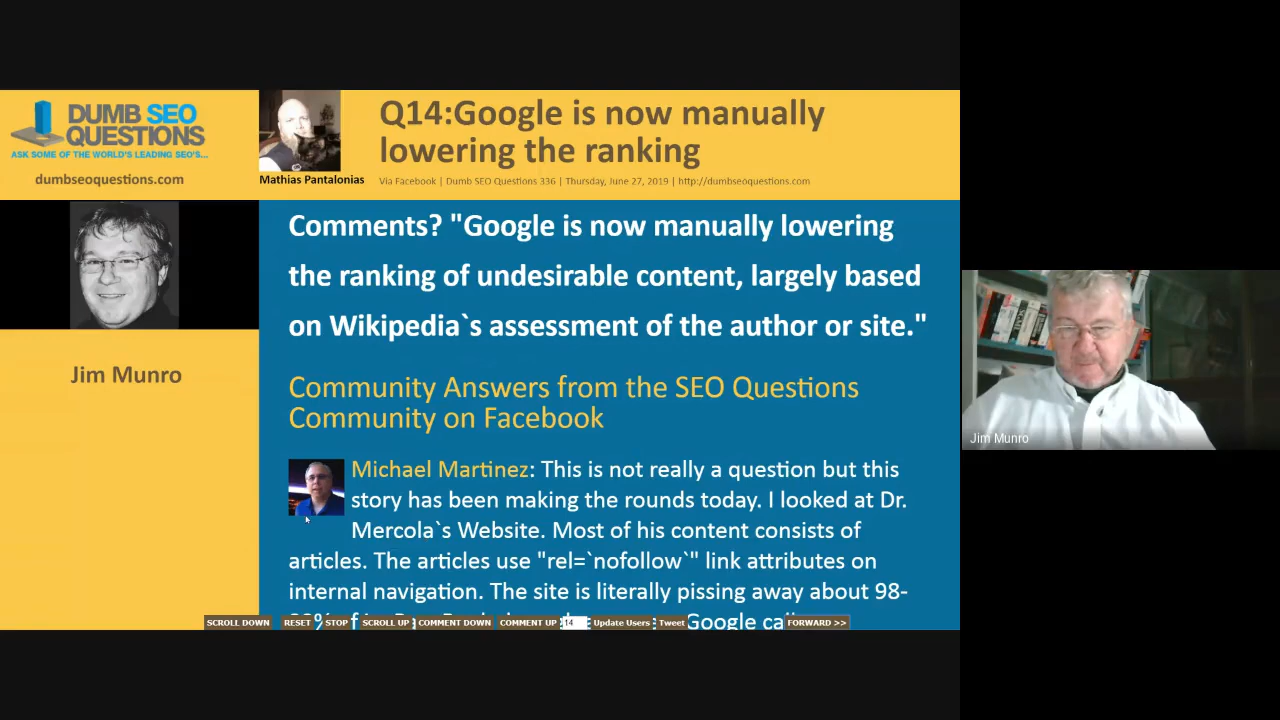 DUMB SEO
QUESTIONS
ASK SOME OF THE WORLD'S LEADING SEO'S...
dumbseoquestions.com
Mathias Pantalonias
Q14:Google is now manually
lowering the ranking
Via Facebook | Dumb SEO Questions 336 | Thursday, June 27, 2019 | http://dumbseoquestions.com
Jim Munro
Comments? "Google is now manually lowering
the ranking of undesirable content, largely based
on Wikipedia`s assessment of the author or site."
Community Answers from the SEO Questions
Community on Facebook
Michael Martinez: This is not really a question but this
story has been making the rounds today. I looked at Dr.
Mercola`s Website. Most of his content consists of
articles. The articles use "rel=`nofollow`" link attributes on
internal navigation. The site is literally pissing away about 98-
Google
SCROLL DOWN RESET STOP SCROLL UP COMMENT DOWN COMMENT UP 14 Update Users Tweet FORWARD >>
Jim Munro